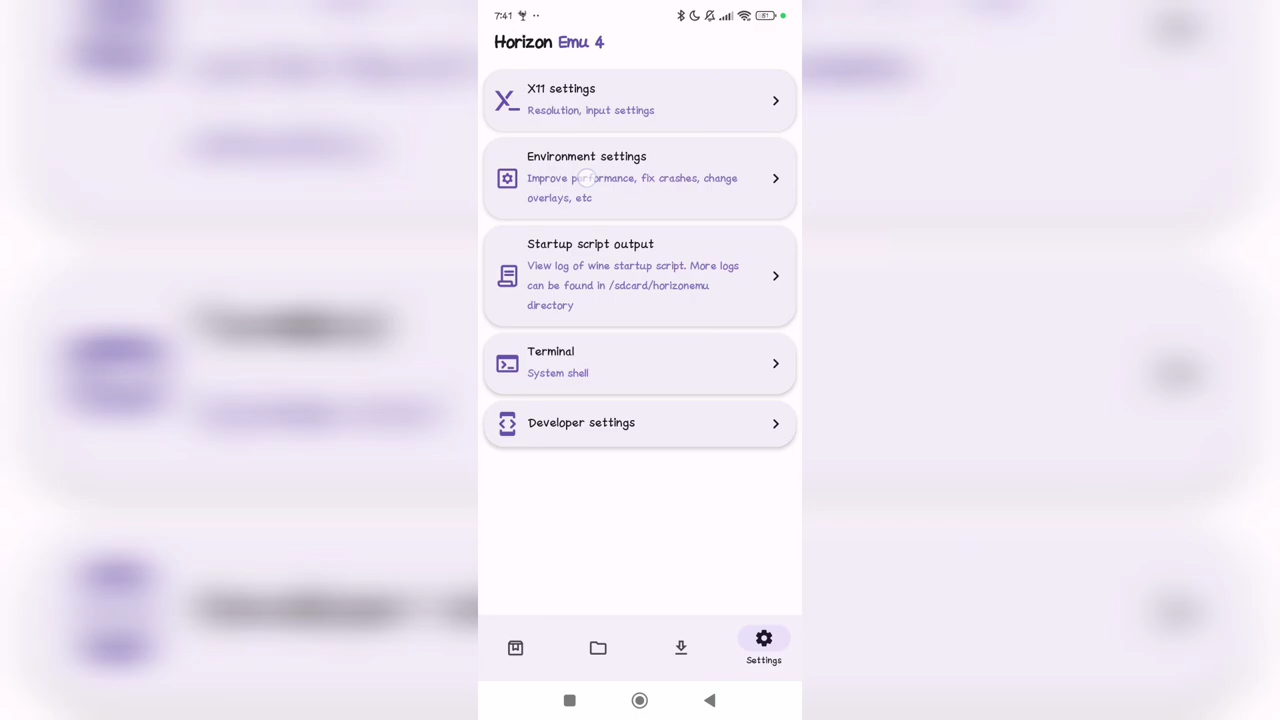 7:41
81
Horizon Emu 4
X11 settings
Resolution, input settings
Environment settings
Improve performance, fix crashes, change
overlays, etc
Startup script output
View log of wine startup script. More logs
can be found in /sdcard/horizonemu
directory
Terminal
System shell
Developer settings
Settings